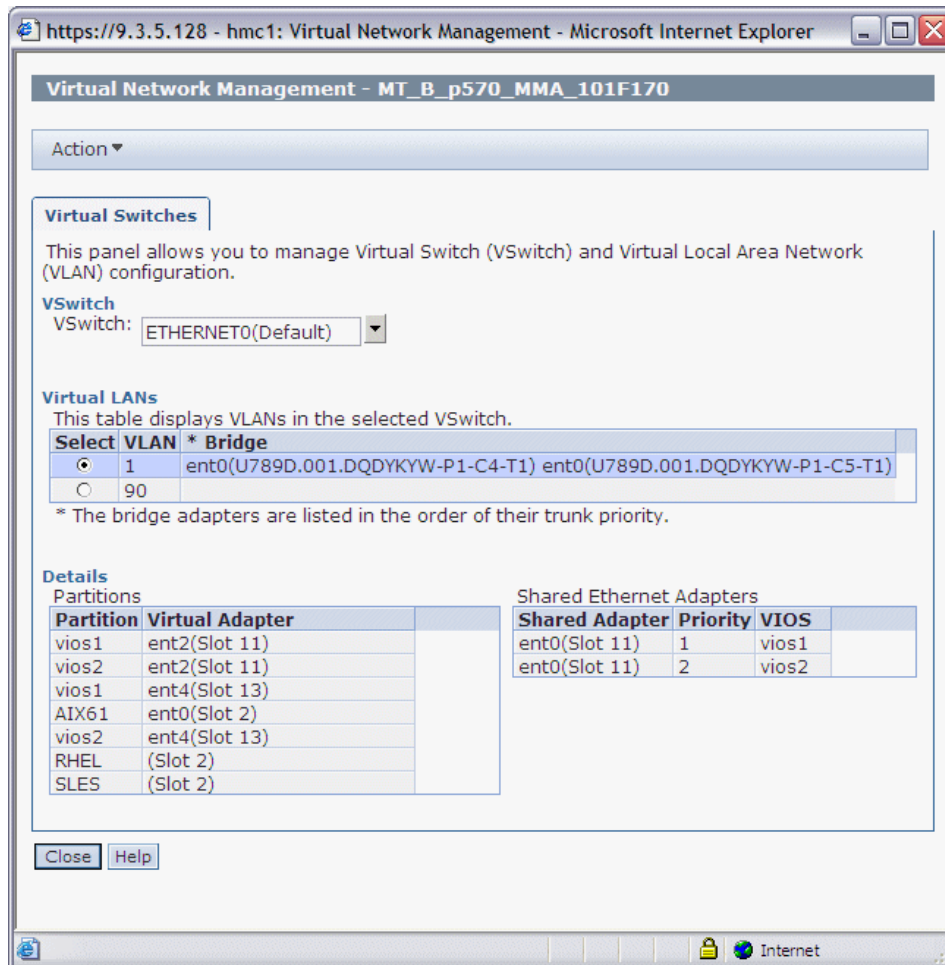 https://9.3.5.128 - hmc1: Virtual Network Management - Microsoft Internet Explorer
Virtual Network Management - MT_B_p570_MMA_101F170
Action
Virtual Switches
This panel allows you to manage Virtual Switch (VSwitch) and Virtual Local Area Network
(VLAN) configuration.
VSwitch
VSwitch: ETHERNET0(Default)
Virtual LANs
This table displays VLANs in the selected VSwitch.
Select VLAN * Bridge
1 ent0(U789D.001.DQDYKYW-P1-C4-T1) ent0(U789D.001.DQDYKYW-P1-C5-T1)
90
* The bridge adapters are listed in the order of their trunk priority.
Details
Partitions
Partition Virtual Adapter
vios1 ent2(Slot 11)
vios2 ent2(Slot 11)
vios1 ent4(Slot 13)
AIX61 ent0(Slot 2)
vios2 ent4(Slot 13)
RHEL (Slot 2)
SLES (Slot 2)
Shared Ethernet Adapters
Shared Adapter Priority VIOS
ent0(Slot 11) 1 vios1
ent0(Slot 11) 2 vios2
Close Help
Internet